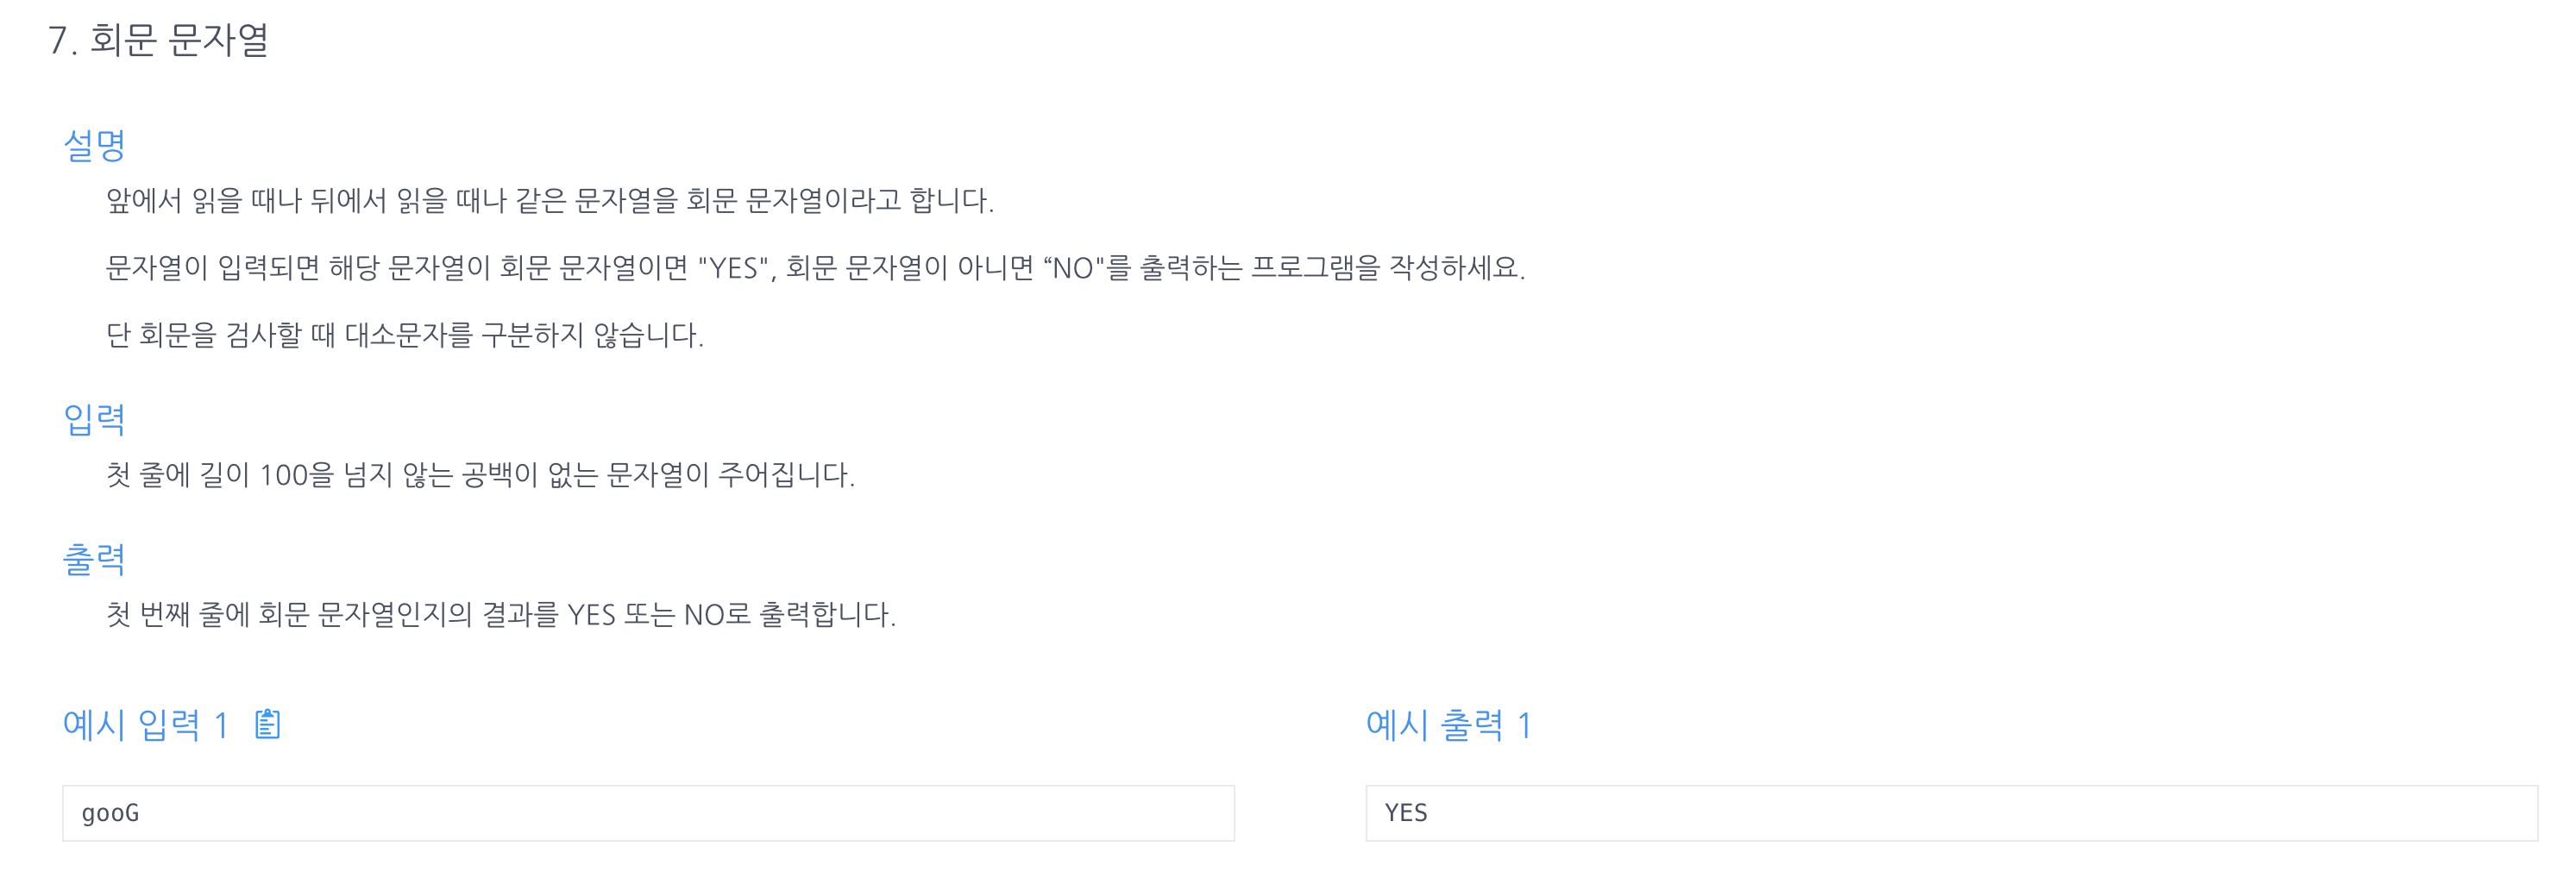 7. 회문 문자열
설명
앞에서 읽을 때나 뒤에서 읽을 때나 같은 문자열을 회문 문자열이라고 합니다.
문자열이 입력되면 해당 문자열이 회문 문자열이면 "YES", 회문 문자열이 아니면 “NO"를 출력하는 프로그램을 작성하세요.
단 회문을 검사할 때 대소문자를 구분하지 않습니다.
입력
첫 줄에 길이 100을 넘지 않는 공백이 없는 문자열이 주어집니다.
출력
첫 번째 줄에 회문 문자열인지의 결과를 YES 또는 NO로 출력합니다.
예시 입력 1
gooG
예시 출력 1
YES